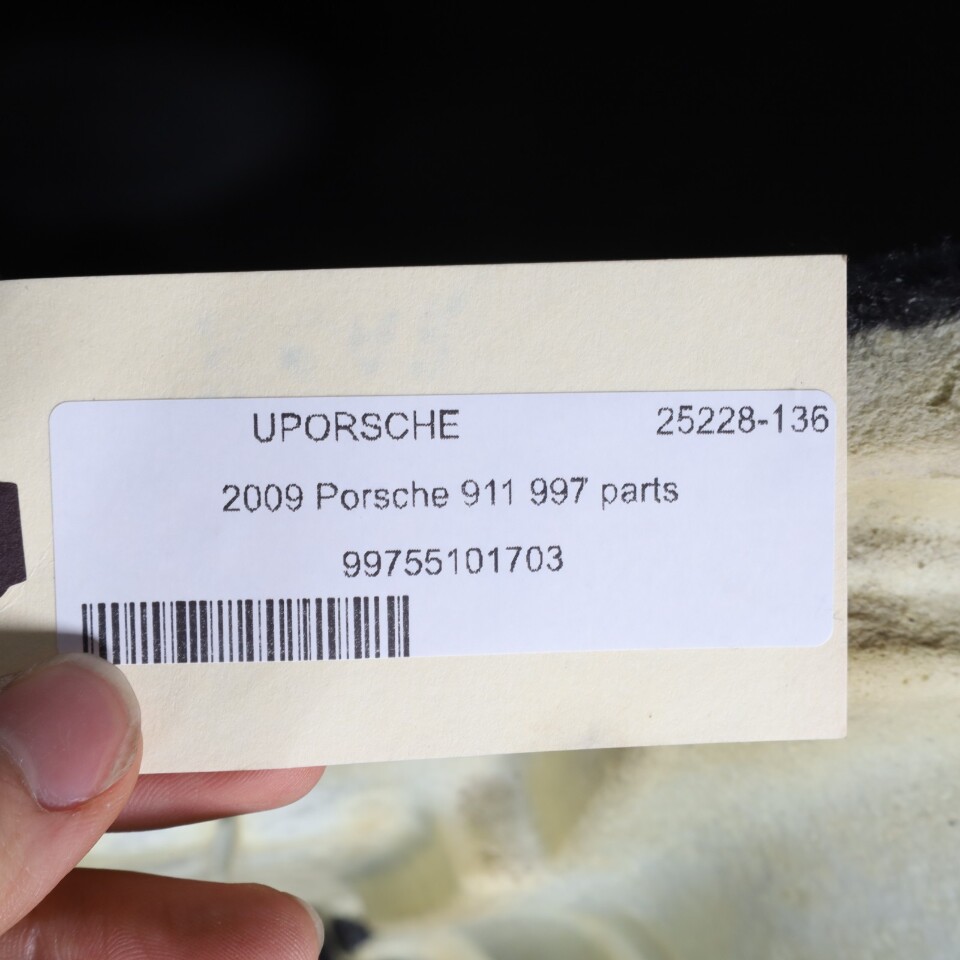 UPORSCHE 25228-136
2009 Porsche 911 997 parts
99755101703